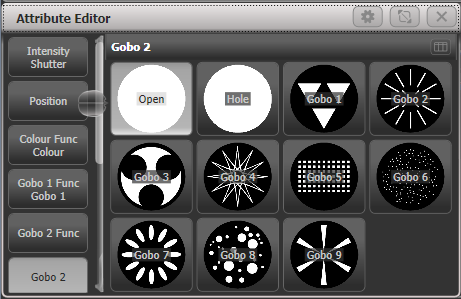 Attribute Editor
Intensity
Shutter
Position
Colour Func
Colour
Gobo 1 Func
Gobo 1
Gobo 2 Func
Gobo 2
Gobo 2
Open
Hole
Gobo 1
Gobo 2
Gobo 3
Gobo 4
Gobo 5
Gobo 6
Gobo 7
Gobo 8
Gobo 9